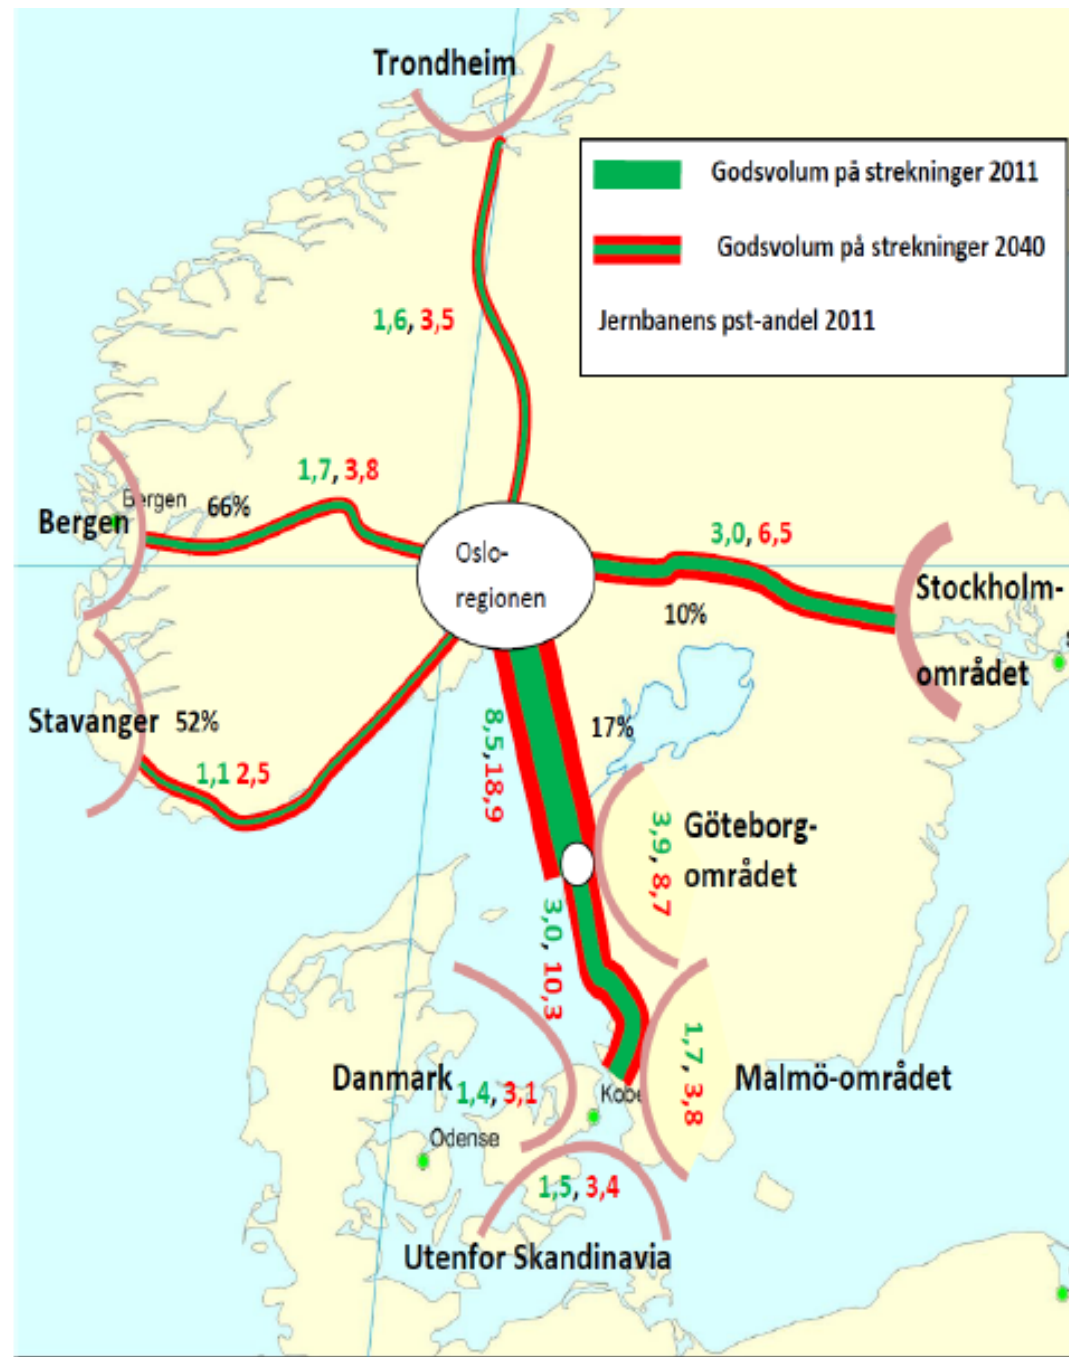 Trondheim
Godsvolum på strekninger 2011
Godsvolum på strekninger 2040
Jernbanens pst-andel 2011
1,6, 3,5
1,7, 3,8
Bergen
66%
Bergen
Oslo-
regionen
3,0, 6,5
10%
Stockholm-
området
Stavanger 52%
1,1 2,5
8,5,18,9
17%
3,9, 8,7
Göteborg-
området
3,0, 10,3
Danmark
1,4, 3,1
Kobe
1,7, 3,8
Malmö-området
Odense
1,5, 3,4
Utenfor Skandinavia